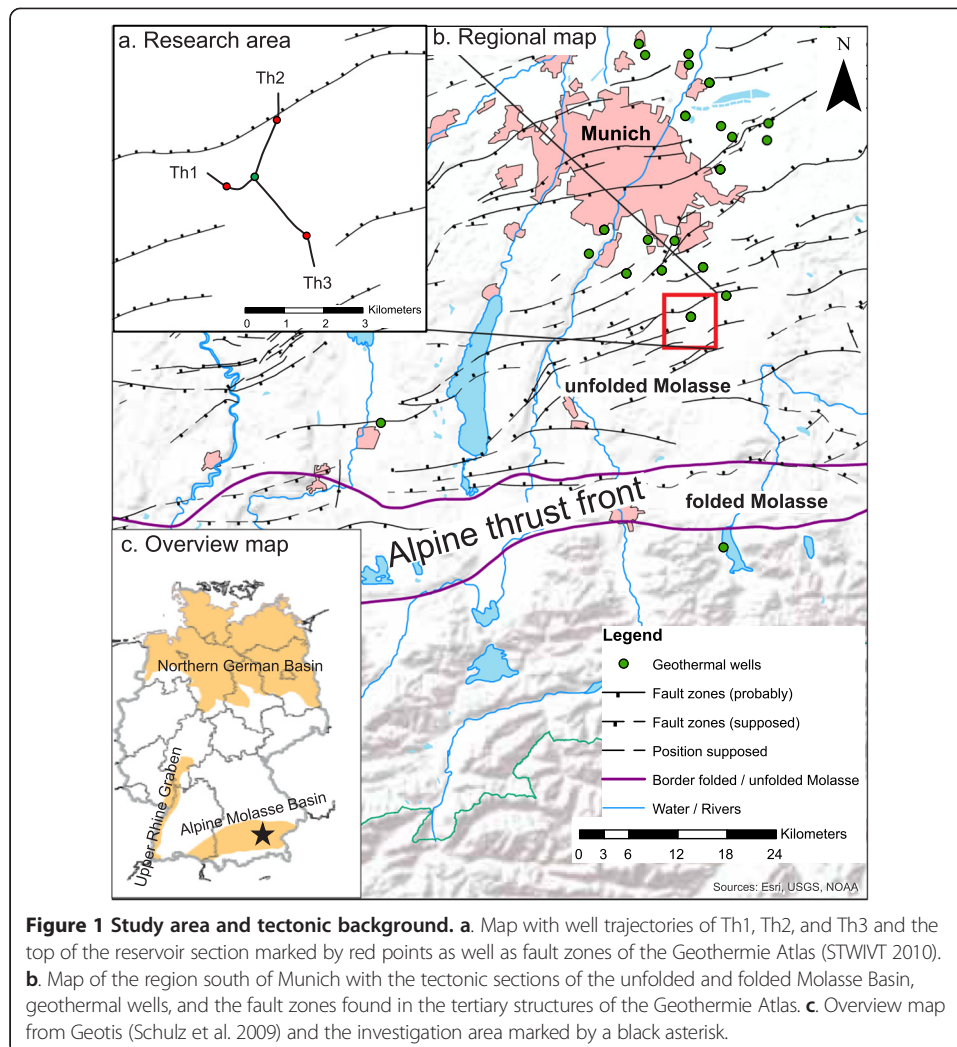 a. Research area
Th2
Th1
Th3
Kilometers
0 1 2 3
b. Regional map
N
Munich
unfolded Molasse
folded Molasse
Alpine thrust front
c. Overview map
Northern German Basin
Upper Rhine Graben
Alpine Molasse Basin
Legend
Geothermal wells
Fault zones (probably)
Fault zones (supposed)
Position supposed
Border folded / unfolded Molasse
Water / Rivers
Kilometers
0 3 6 12 18 24
Sources: Esri, USGS, NOAA
Figure 1 Study area and tectonic background. a. Map with well trajectories of Th1, Th2, and Th3 and the
top of the reservoir section marked by red points as well as fault zones of the Geothermie Atlas (STWIVT 2010).
b. Map of the region south of Munich with the tectonic sections of the unfolded and folded Molasse Basin,
geothermal wells, and the fault zones found in the tertiary structures of the Geothermie Atlas. c. Overview map
from Geotis (Schulz et al. 2009) and the investigation area marked by a black asterisk.